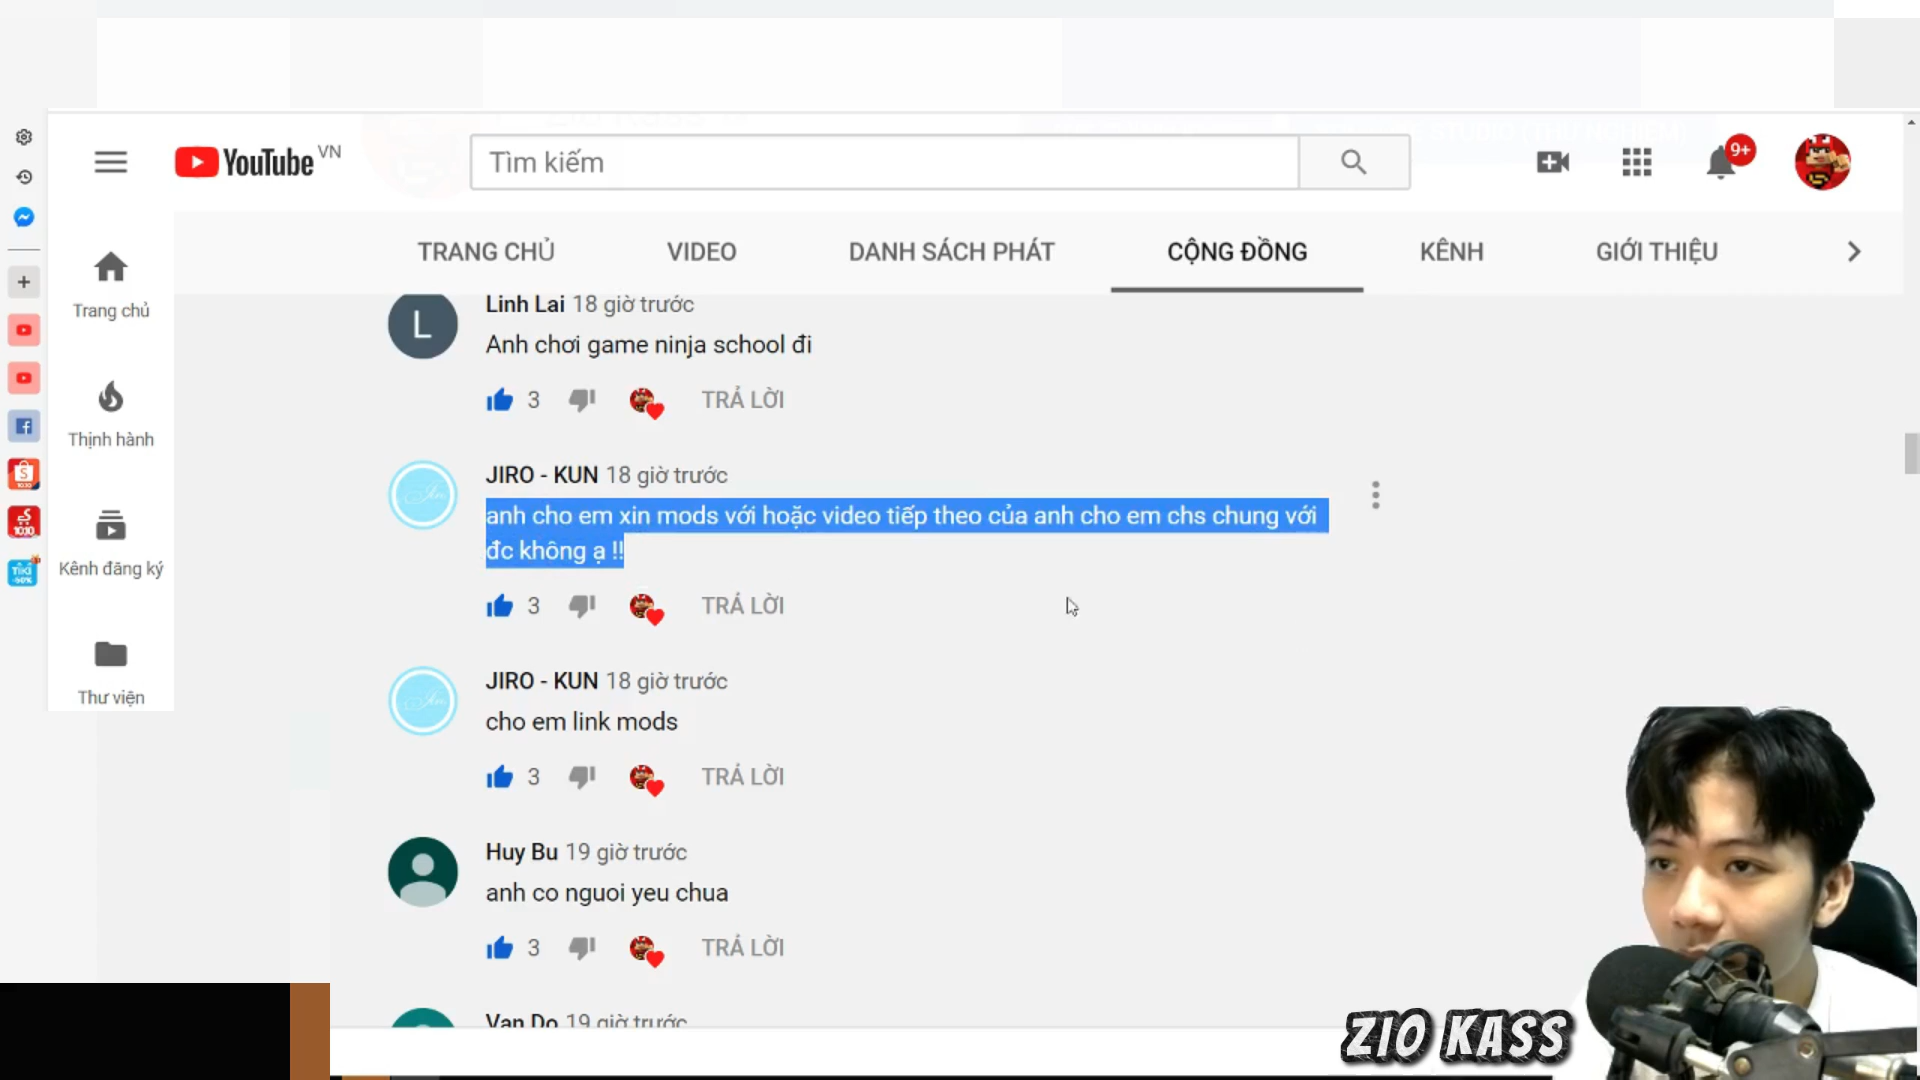 YouTube VN
Tìm kiếm
9+
TRANG CHỦ
VIDEO
DANH SÁCH PHÁT
CỘNG ĐỒNG
KÊNH
GIỚI THIỆU
Trang chủ
Thịnh hành
Kênh đăng ký
Thư viện
Linh Lai 18 giờ trước
Anh chơi game ninja school đi
3
TRẢ LỜI
JIRO - KUN 18 giờ trước
anh cho em xin mods với hoặc video tiếp theo của anh cho em chs chung với
đc không ạ !!
3
TRẢ LỜI
JIRO - KUN 18 giờ trước
cho em link mods
3
TRẢ LỜI
Huy Bu 19 giờ trước
anh co nguoi yeu chua
3
TRẢ LỜI
Van Do 19 giờ trước
ZIO KASS